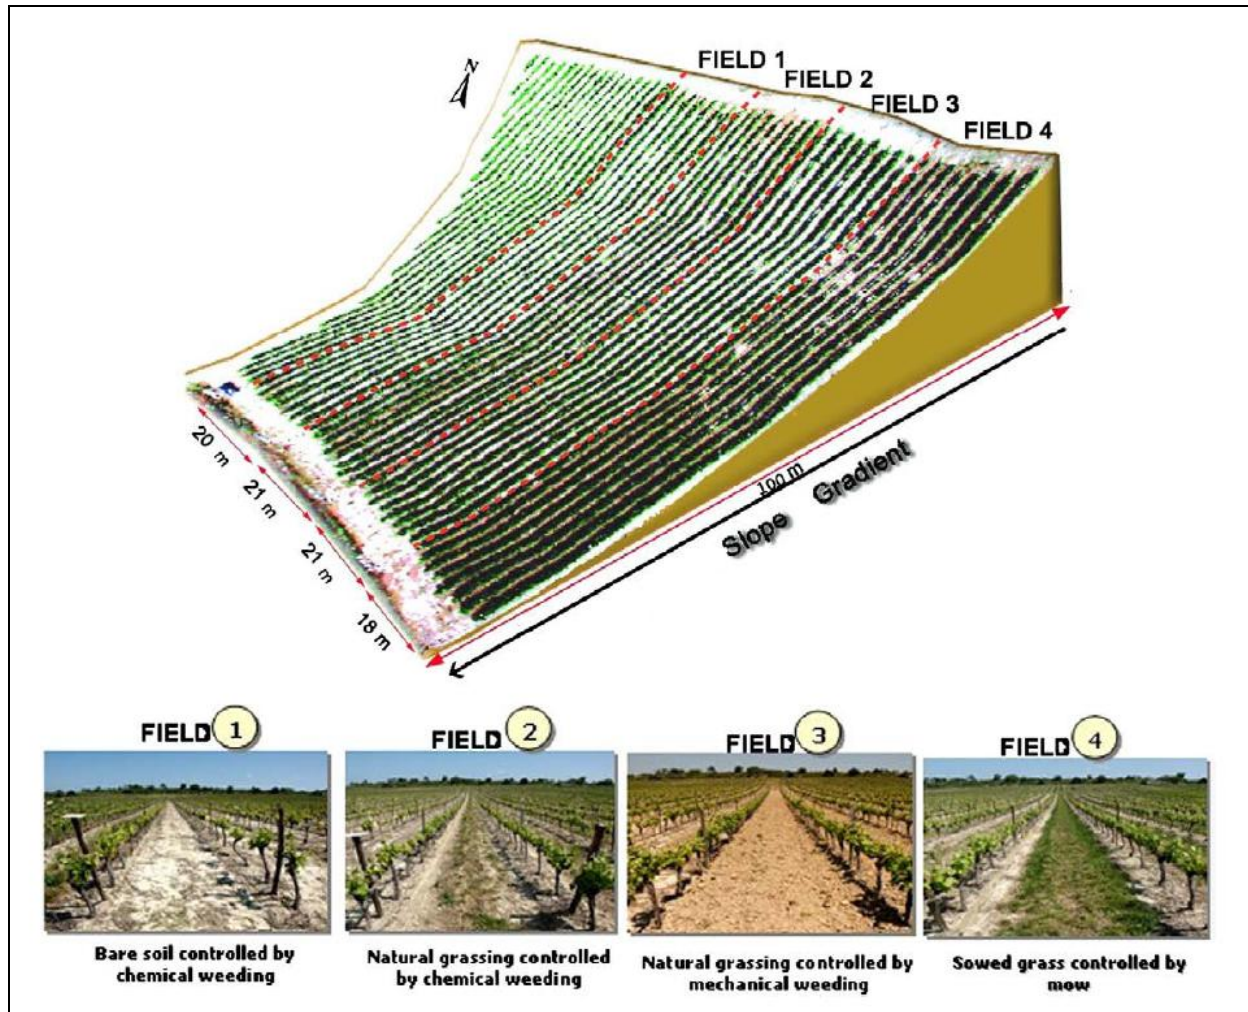 N
FIELD 1
FIELD 2
FIELD 3
FIELD 4
20 m
21 m
21 m
18 m
100 m
Slope Gradient
FIELD 1
FIELD 2
FIELD 3
FIELD 4
Bare soil controlled by
chemical weeding
Natural grassing controlled
by chemical weeding
Natural grassing controlled by
mechanical weeding
Sowed grass controlled by
mow